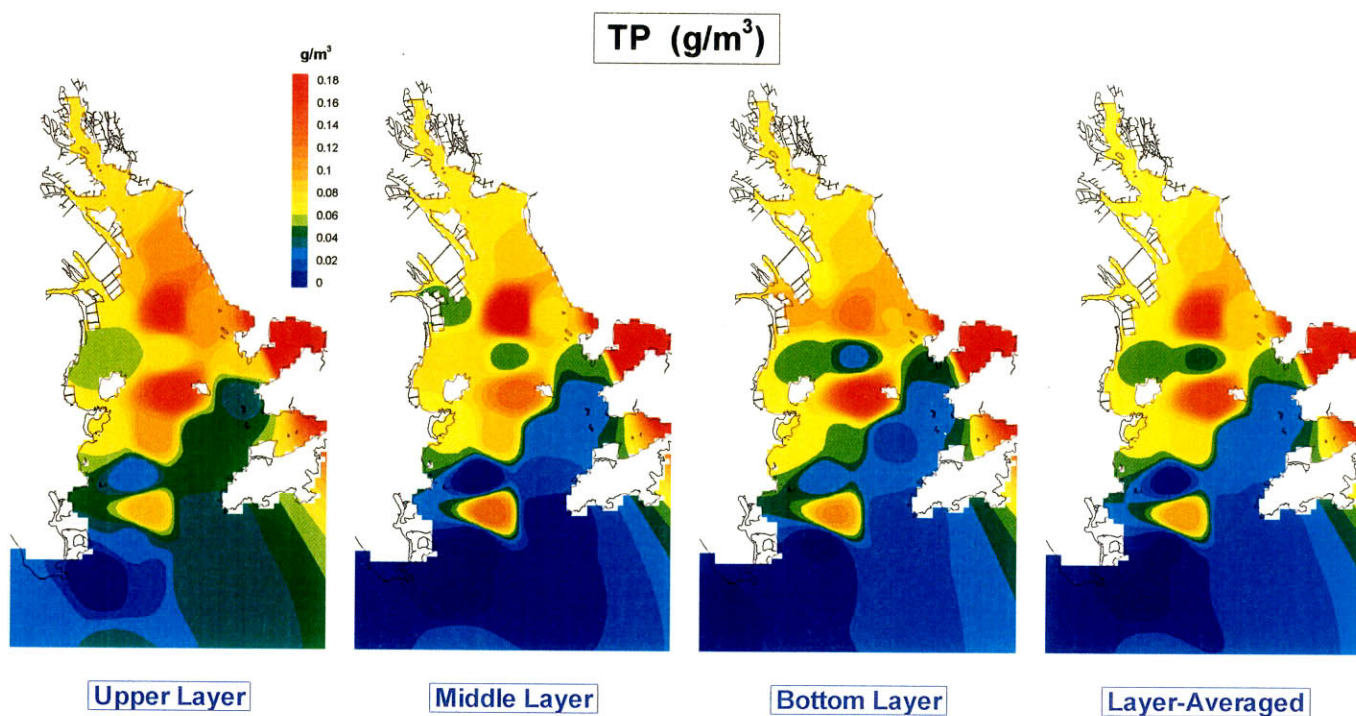 TP (g/m³)
g/m³
0.18
0.16
0.14
0.12
0.1
0.08
0.06
0.04
0.02
0
Upper Layer
Middle Layer
Bottom Layer
Layer-Averaged